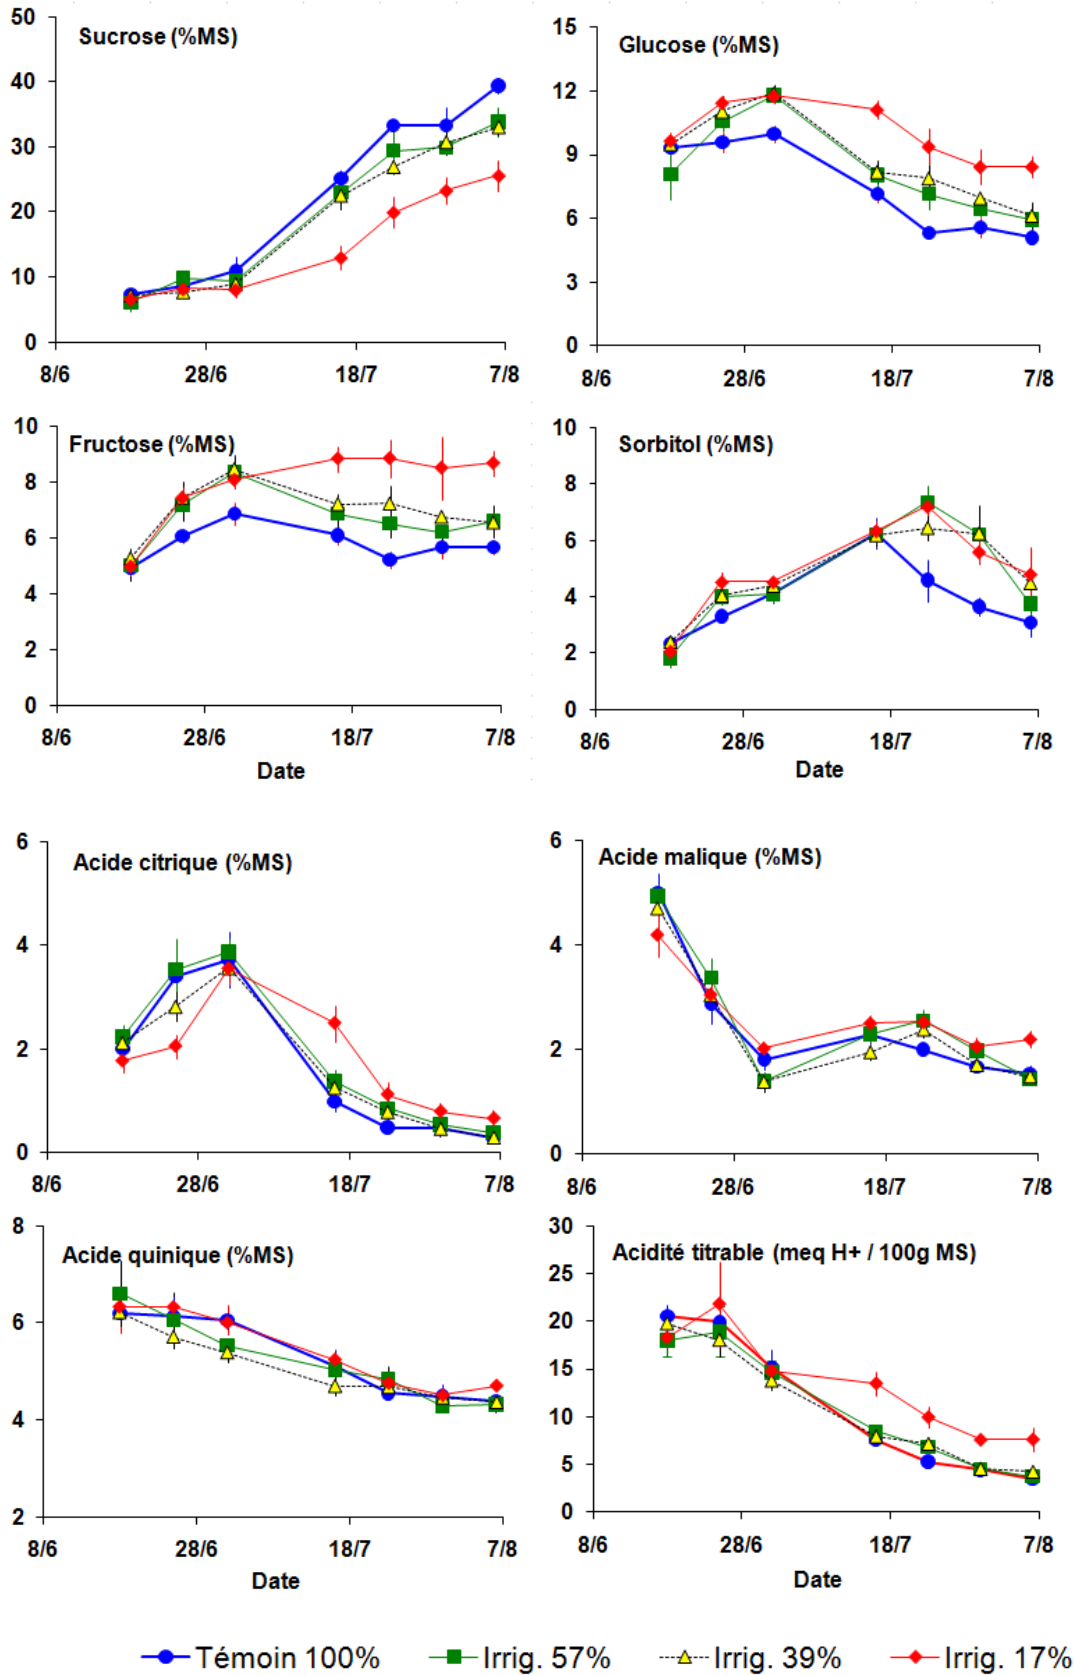 Sucrose (%MS)
50
40
30
20
10
0
8/6 28/6 18/7 7/8
Glucose (%MS)
15
12
9
6
3
0
8/6 28/6 18/7 7/8
Fructose (%MS)
10
8
6
4
2
0
8/6 28/6 18/7 7/8
Date
Sorbitol (%MS)
10
8
6
4
2
0
8/6 28/6 18/7 7/8
Date
Acide citrique (%MS)
6
4
2
0
8/6 28/6 18/7 7/8
Acide malique (%MS)
6
4
2
0
8/6 28/6 18/7 7/8
Acide quinique (%MS)
8
6
4
2
8/6 28/6 18/7 7/8
Date
Acidité titrable (meq H+ / 100g MS)
30
25
20
15
10
5
0
8/6 28/6 18/7 7/8
Date
Témoin 100% Irrig. 57% Irrig. 39% Irrig. 17%